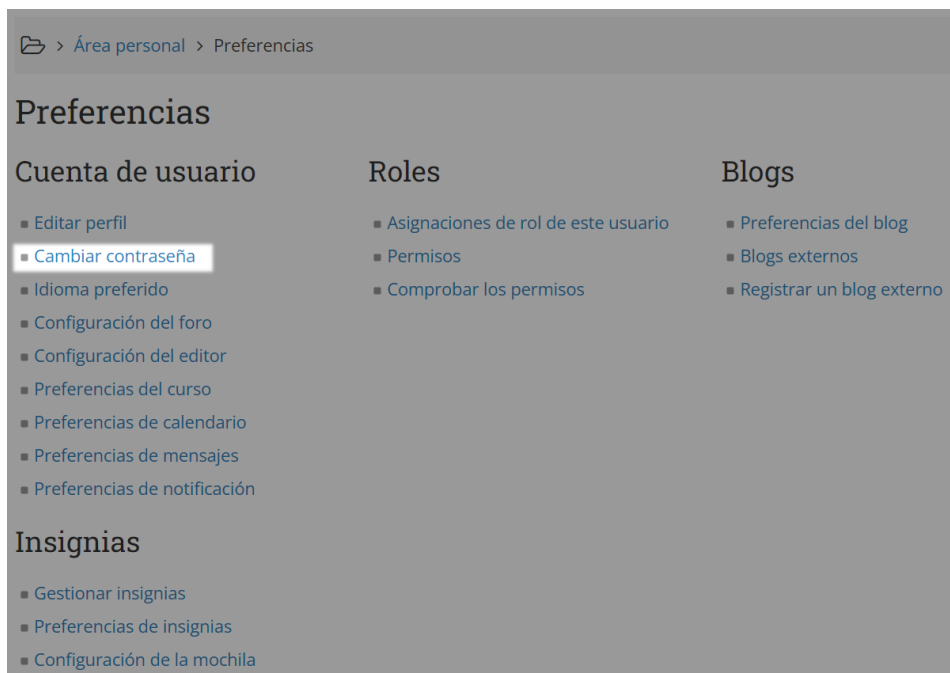 > Área personal > Preferencias
Preferencias
Cuenta de usuario
Editar perfil
Cambiar contraseña
Idioma preferido
Configuración del foro
Configuración del editor
Preferencias del curso
Preferencias de calendario
Preferencias de mensajes
Preferencias de notificación
Roles
Asignaciones de rol de este usuario
Permisos
Comprobar los permisos
Blogs
Preferencias del blog
Blogs externos
Registrar un blog externo
Insignias
Gestionar insignias
Preferencias de insignias
Configuración de la mochila